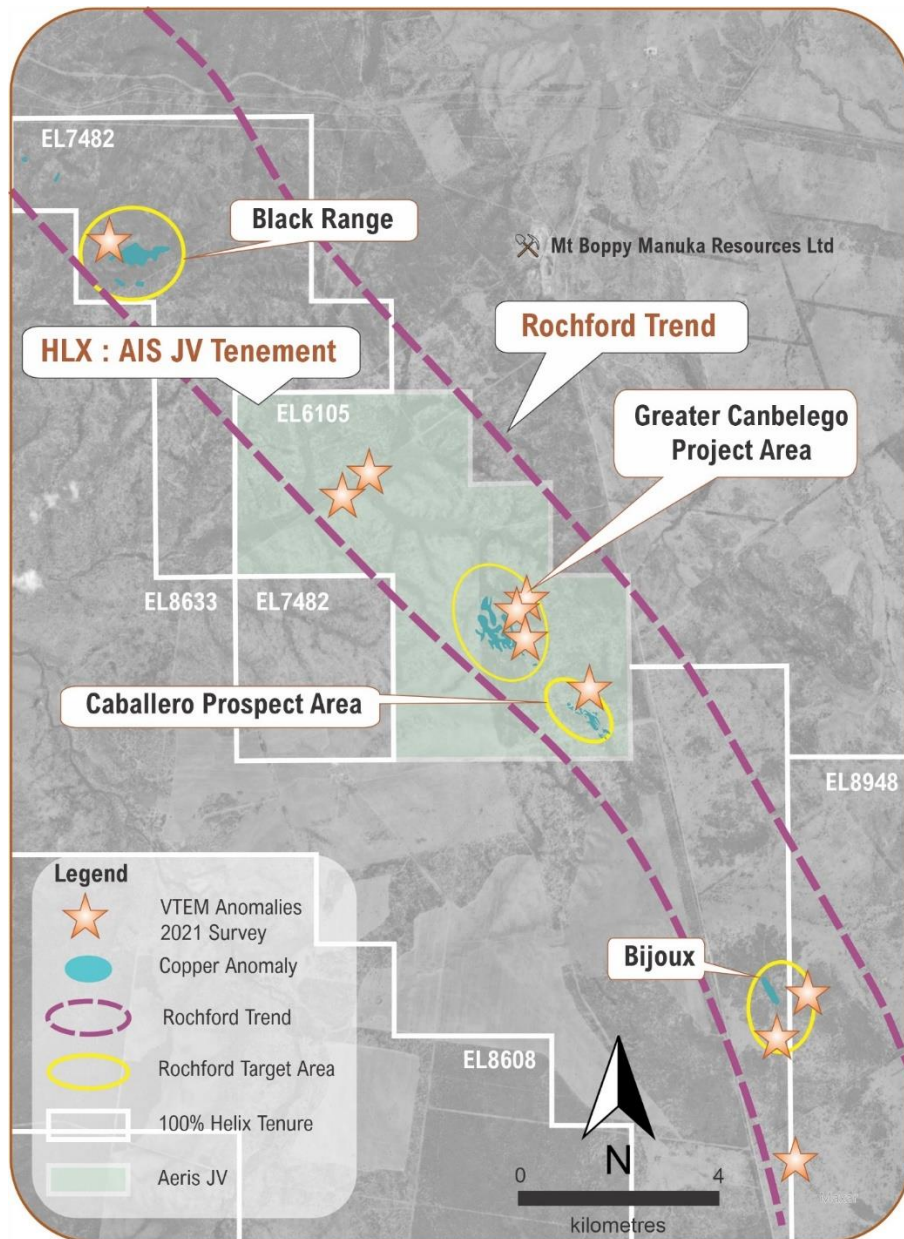 EL7482
Black Range
Mt Boppy Manuka Resources Ltd
HLX : AIS JV Tenement
Rochford Trend
EL6105
Greater Canbelego
Project Area
EL8633
EL7482
Caballero Prospect Area
EL8948
Legend
VTEM Anomalies
2021 Survey
Copper Anomaly
Rochford Trend
Rochford Target Area
100% Helix Tenure
Aeris JV
Bijoux
EL8608
N
0
4
kilometres